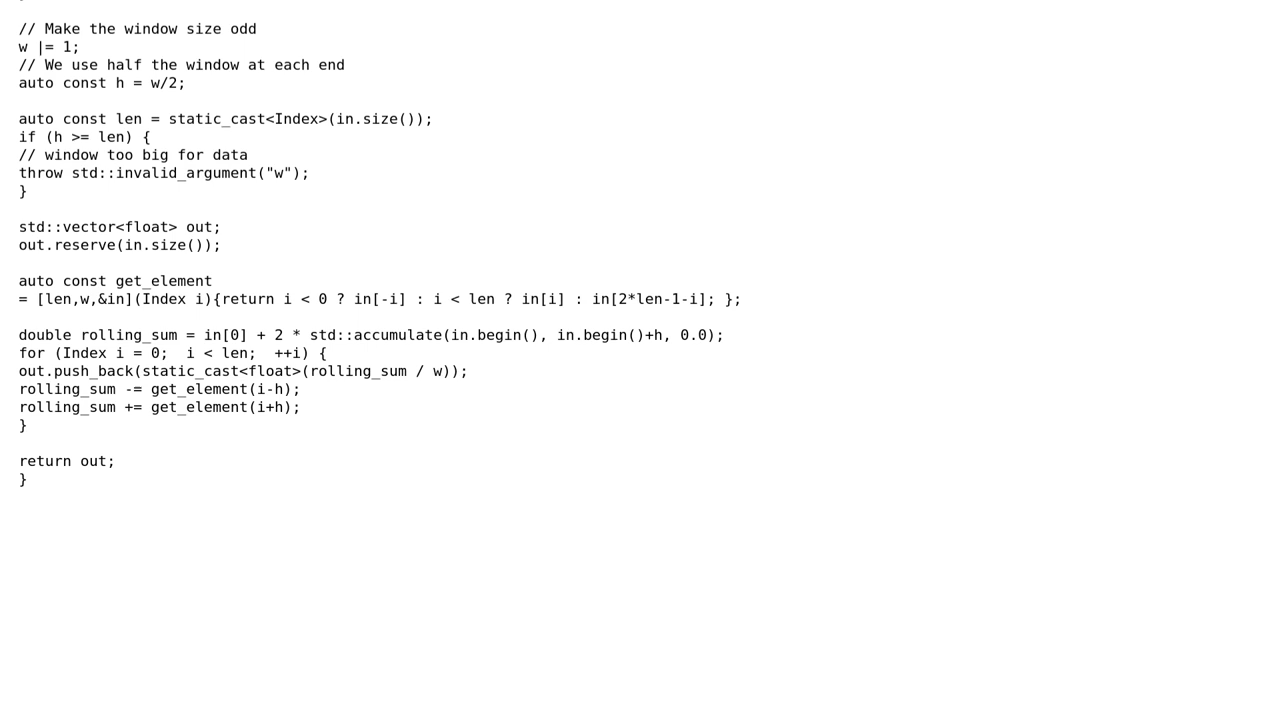 // Make the window size odd
w |= 1;
// We use half the window at each end
auto const h = w/2;
auto const len = static_cast<Index>(in.size());
if (h >= len) {
// window too big for data
throw std::invalid_argument("w");
}
std::vector<float> out;
out.reserve(in.size());
auto const get_element
= [len,w,&in](Index i){return i < 0 ? in[-i] : i < len ? in[i] : in[2*len-1-i]; };
double rolling_sum = in[0] + 2 * std::accumulate(in.begin(), in.begin()+h, 0.0);
for (Index i = 0;  i < len;  ++i) {
out.push_back(static_cast<float>(rolling_sum / w));
rolling_sum -= get_element(i-h);
rolling_sum += get_element(i+h);
}
return out;
}